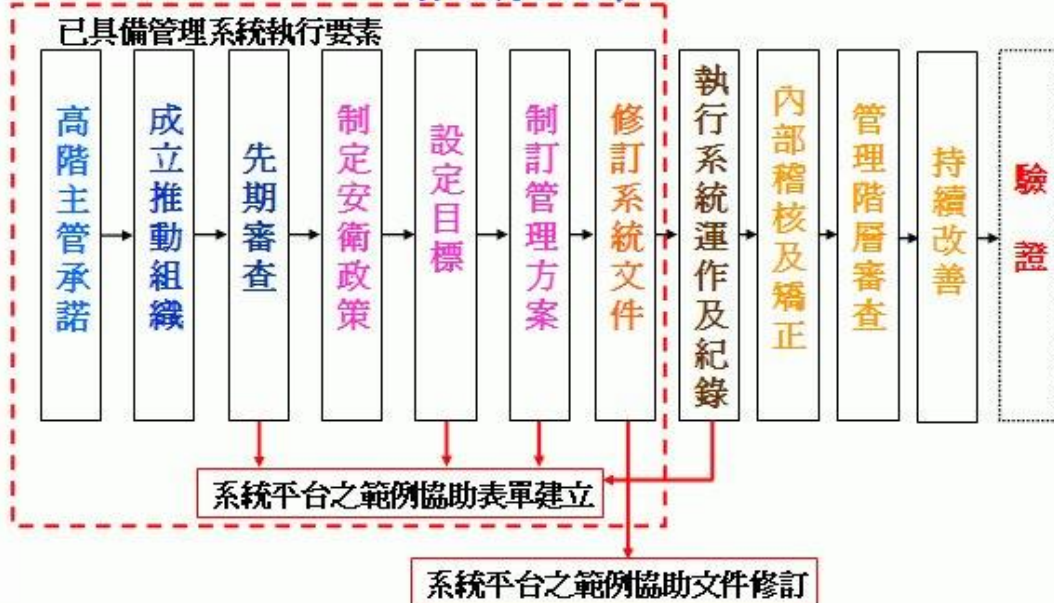 已具備管理系統執行要素
高階主管承諾
成立推動組織
先期審查
制定安衛政策
設定目標
制訂管理方案
修訂系統文件
執行系統運作及紀錄
內部稽核及矯正
管理階層審查
持續改善
驗證
系統平台之範例協助表單建立
系統平台之範例協助文件修訂